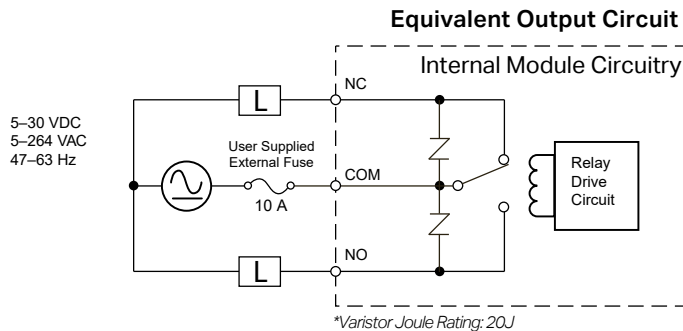 Equivalent Output Circuit
Internal Module Circuitry
NC
L
5–30 VDC
5–264 VAC
47–63 Hz
User Supplied
External Fuse
COM
10 A
Relay
Drive
Circuit
NO
L
*Varistor Joule Rating: 20J